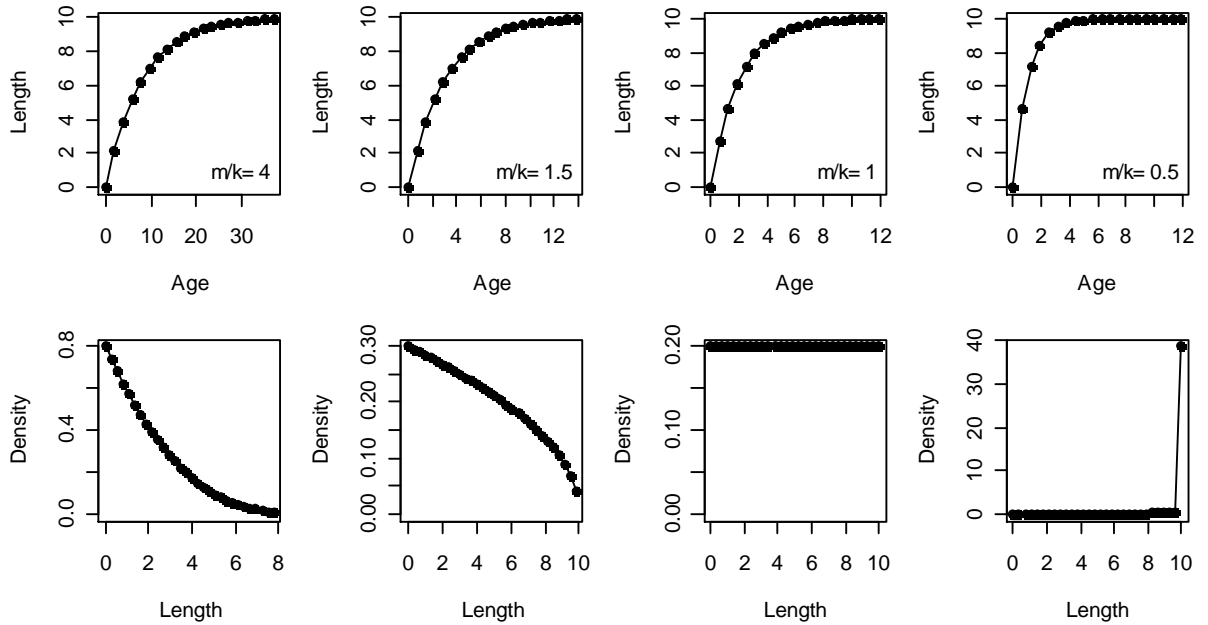 Length
0 2 4 6 8 10
m/k= 4
0 10 20 30
Age
Length
0 2 4 6 8 10
m/k= 1.5
0 4 8 12
Age
Length
0 2 4 6 8 10
m/k= 1
0 2 4 6 8 12
Age
Length
0 2 4 6 8 10
m/k= 0.5
0 2 4 6 8 12
Age
Density
0.0 0.4 0.8
0 2 4 6 8
Length
Density
0.00 0.10 0.20 0.30
0 2 4 6 8 10
Length
Density
0.00 0.10 0.20
0 2 4 6 8 10
Length
Density
0 10 20 30 40
0 2 4 6 8 10
Length